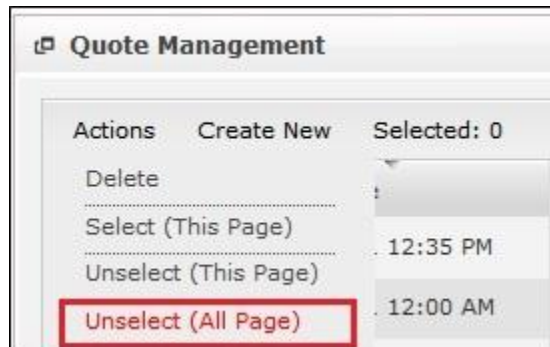 Quote Management
Actions Create New Selected: 0
Delete
Select (This Page)
Unselect (This Page)
12:35 PM
Unselect (All Page)
12:00 AM